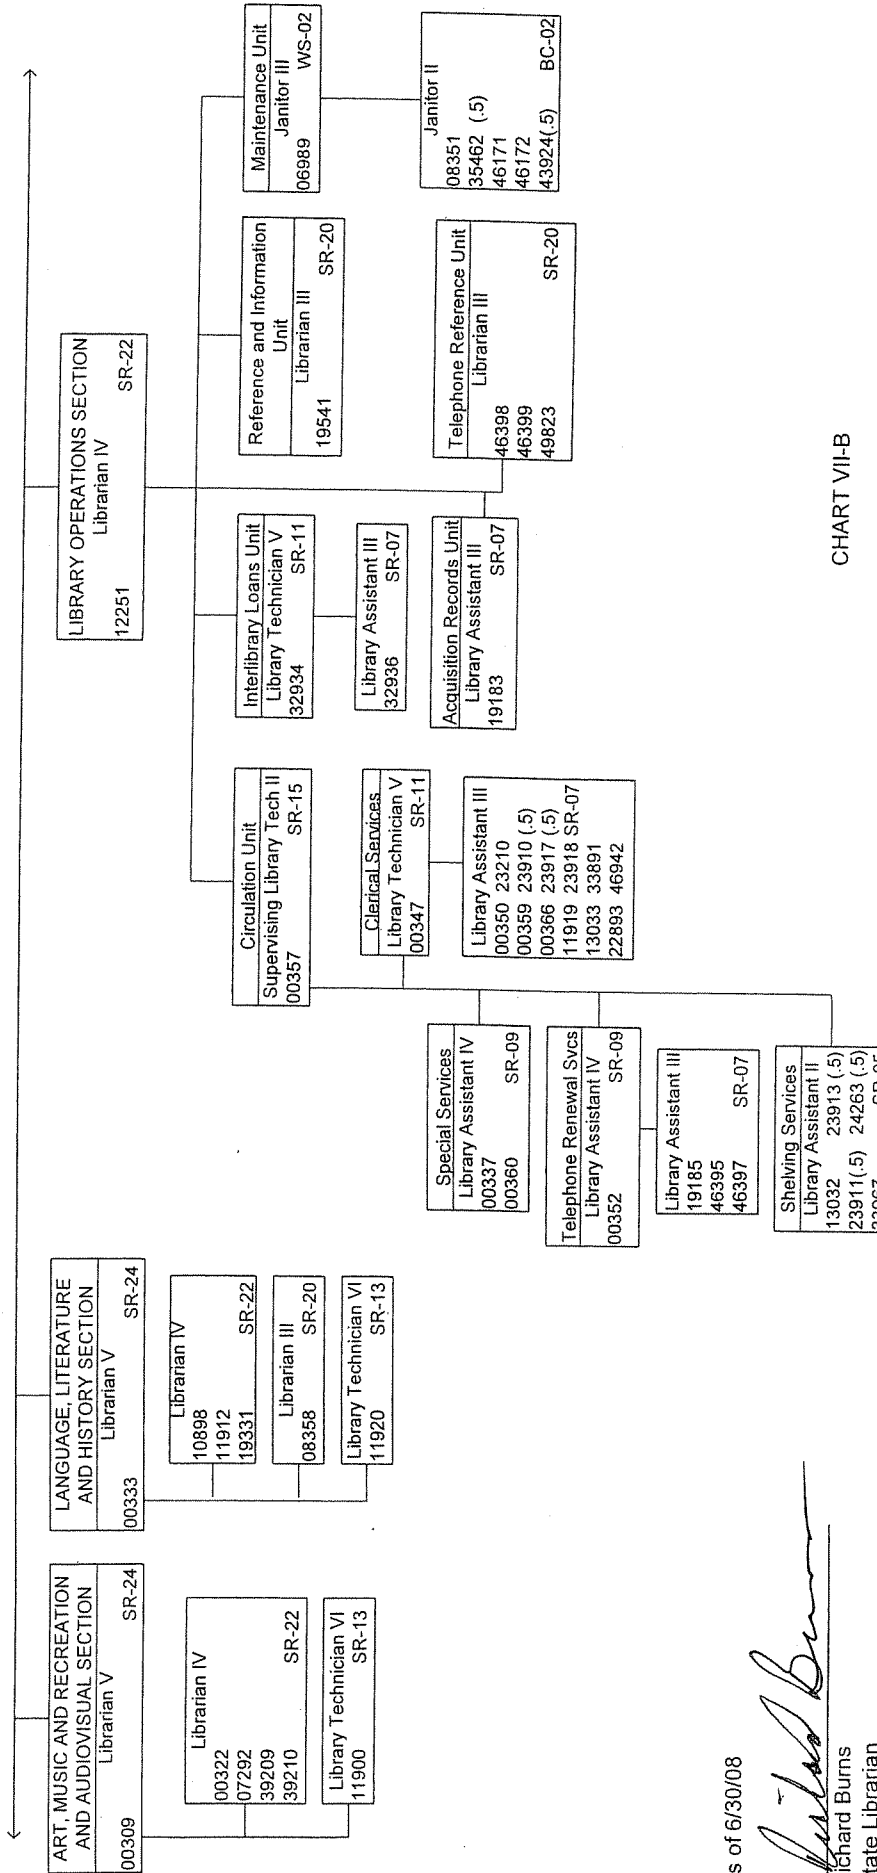 ART, MUSIC AND RECREATION
AND AUDIOVISUAL SECTION
Librarian V
00309 SR-24
Librarian IV
00322
07292
39209
39210 SR-22
Library Technician VI
11900 SR-13
LANGUAGE, LITERATURE
AND HISTORY SECTION
Librarian V
00333 SR-24
Librarian IV
10898
11912
19331 SR-22
Librarian III
08358 SR-20
Library Technician VI
11920 SR-13
LIBRARY OPERATIONS SECTION
Librarian IV
12251 SR-22
Circulation Unit
Supervising Library Tech II
00357 SR-15
Clerical Services
Library Technician V
00347 SR-11
Library Assistant III
00350 23210
00359 23910 (.5)
00366 23917 (.5)
11919 23918 SR-07
13033 33891
22893 46942
Special Services
Library Assistant IV
00337
00360 SR-09
Telephone Renewal Svcs
Library Assistant IV
00352 SR-09
Library Assistant III
19185
46395
46397 SR-07
Shelving Services
Library Assistant II
13032 23913 (.5)
23911(.5) 24263 (.5)
Interlibrary Loans Unit
Library Technician V
32934 SR-11
Library Assistant III
32936 SR-07
Acquisition Records Unit
Library Assistant III
19183 SR-07
Reference and Information
Unit
Librarian III
19541 SR-20
Telephone Reference Unit
Librarian III
46398
46399
49823 SR-20
Maintenance Unit
Janitor III
06989 WS-02
Janitor II
08351
35462 (.5)
46171
46172
43924(.5) BC-02
s of 6/30/08
Richard Burns
ichard Burns
tate Librarian
CHART VII-B